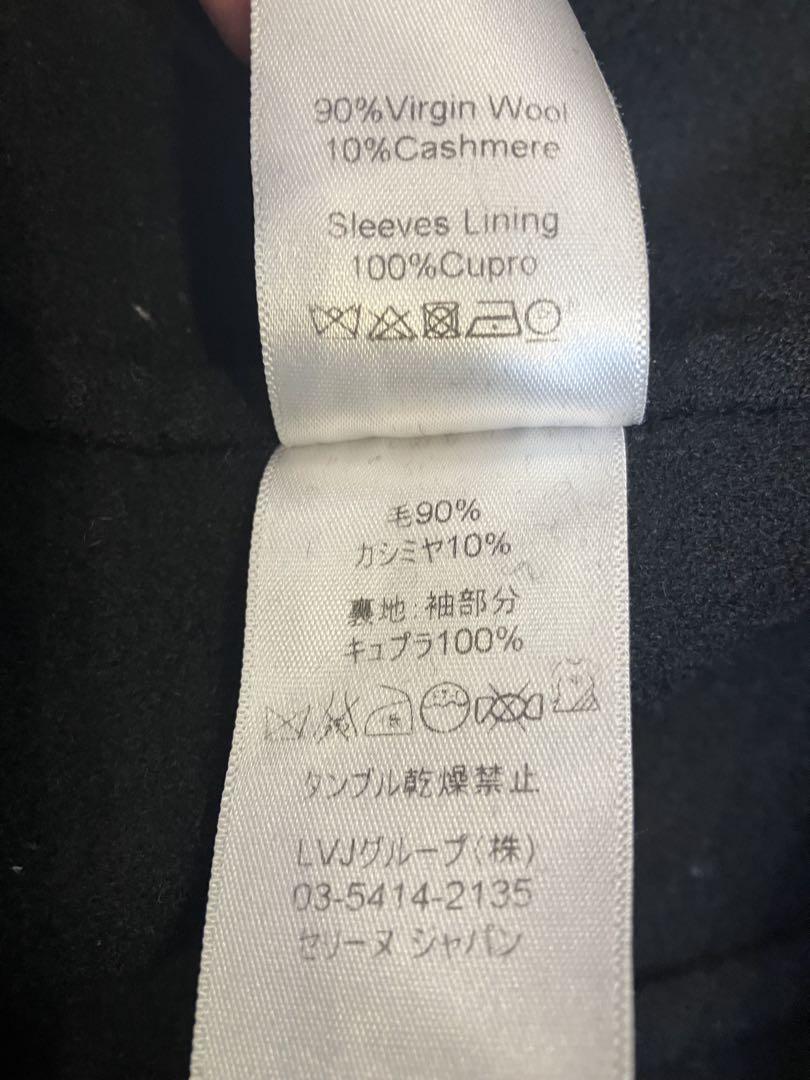 90%Virgin Wool
10%Cashmere
Sleeves Lining
100%Cupro
毛90%
カシミヤ10%
裏地:袖部分
キュプラ100%
タンブル乾燥禁止
LVJグループ(株)
03-5414-2135
セリーヌ ジャパン